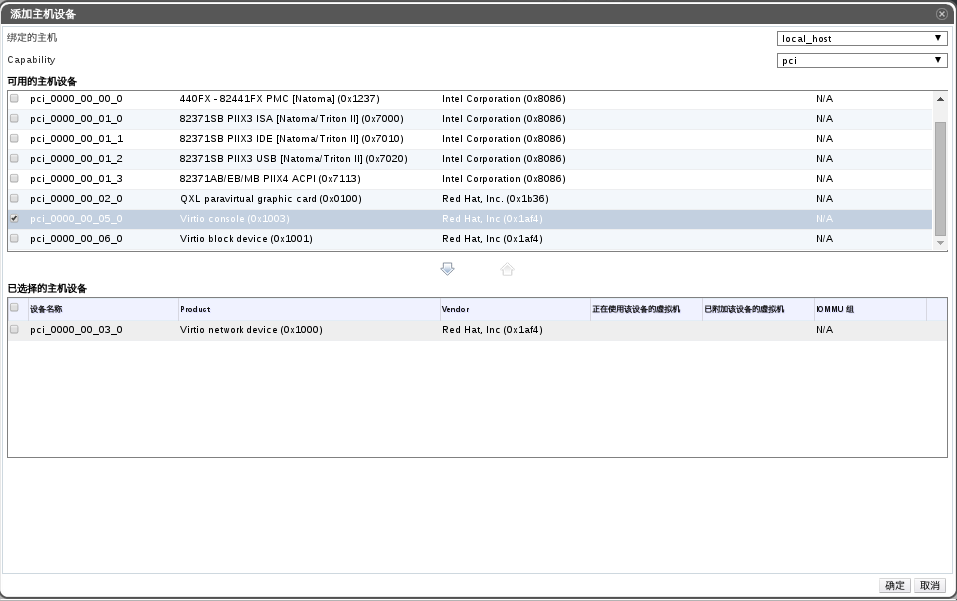 添加主机设备
绑定的主机 local_host
Capability pci
可用的主机设备
pci_0000_00_00_0 440FX - 82441FX PMC [Natoma] (0x1237) Intel Corporation (0x8086) N/A
pci_0000_00_01_0 82371SB PIIX3 ISA [Natoma/Triton II] (0x7000) Intel Corporation (0x8086) N/A
pci_0000_00_01_1 82371SB PIIX3 IDE [Natoma/Triton II] (0x7010) Intel Corporation (0x8086) N/A
pci_0000_00_01_2 82371SB PIIX3 USB [Natoma/Triton II] (0x7020) Intel Corporation (0x8086) N/A
pci_0000_00_01_3 82371AB/EB/MB PIIX4 ACPI (0x7113) Intel Corporation (0x8086) N/A
pci_0000_00_02_0 QXL paravirtual graphic card (0x0100) Red Hat, Inc. (0x1b36) N/A
pci_0000_00_05_0 Virtio console (0x1003) Red Hat, Inc (0x1af4) N/A
pci_0000_00_06_0 Virtio block device (0x1001) Red Hat, Inc (0x1af4) N/A
已选择的主机设备
设备名称 Product Vendor 正在使用该设备的虚拟机 已附加该设备的虚拟机 IOMMU 组
pci_0000_00_03_0 Virtio network device (0x1000) Red Hat, Inc (0x1af4) N/A
确定 取消